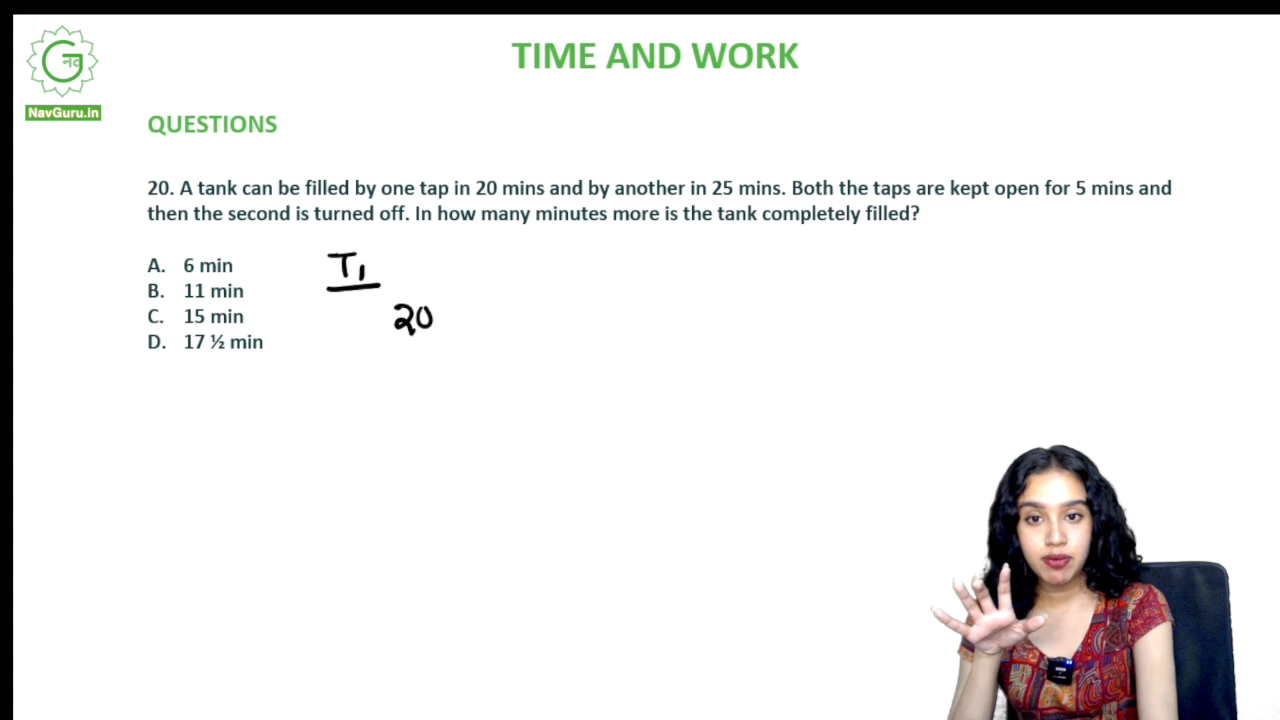 TIME AND WORK
नव
NavGuru.in
QUESTIONS
20. A tank can be filled by one tap in 20 mins and by another in 25 mins. Both the taps are kept open for 5 mins and
then the second is turned off. In how many minutes more is the tank completely filled?
A. 6 min
B. 11 min
C. 15 min
D. 17 ½ min
T1
20